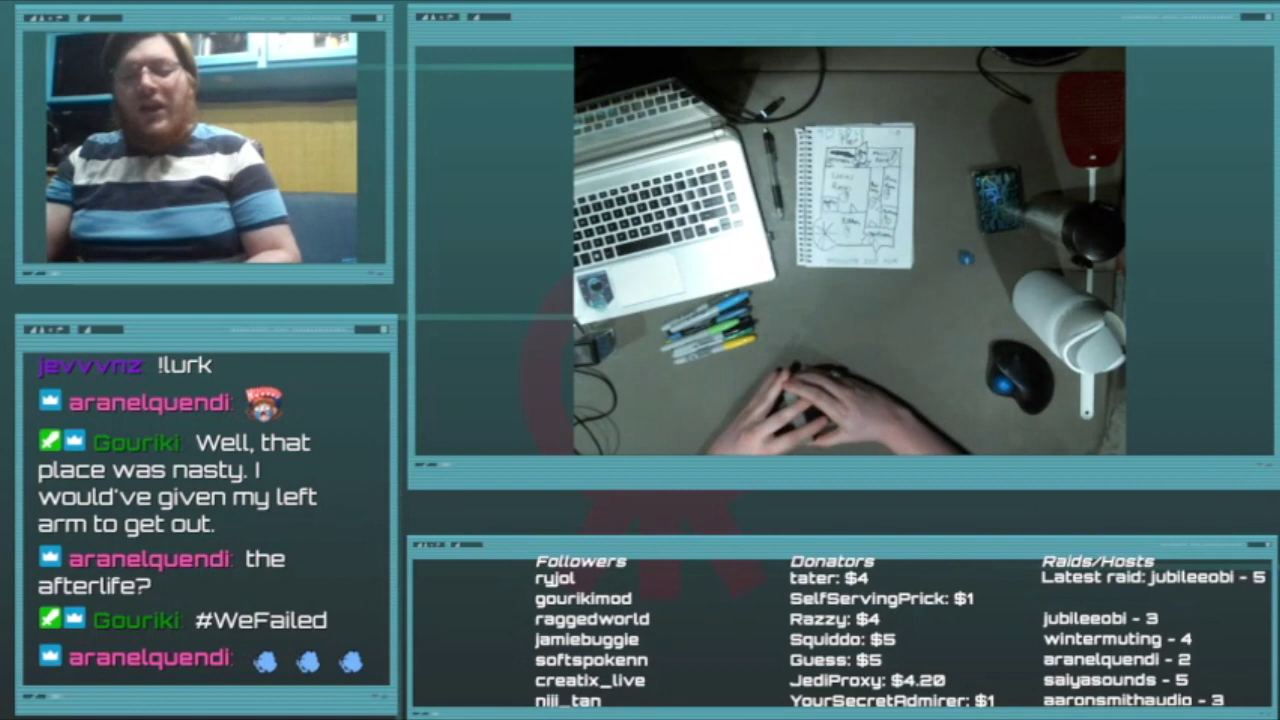 jevvvnz !lurk
aranelquendi:
Gouriki: Well, that
place was nasty. I
would've given my left
arm to get out.
aranelquendi: the
afterlife?
Gouriki: #WeFailed
aranelquendi:
Followers
ryjol
gourikimod
raggedworld
jamiebuggie
softspokenn
creatix_live
niji_tan
Donators
tater: $4
SelfServingPrick: $1
Razzy: $4
Squiddo: $5
Guess: $5
JediProxy: $4.20
YourSecretAdmirer: $1
Raids/Hosts
Latest raid: jubileeobi - 5
jubileeobi - 3
wintermuting - 4
aranelquendi - 2
saiyasounds - 5
aaronsmithaudio - 3